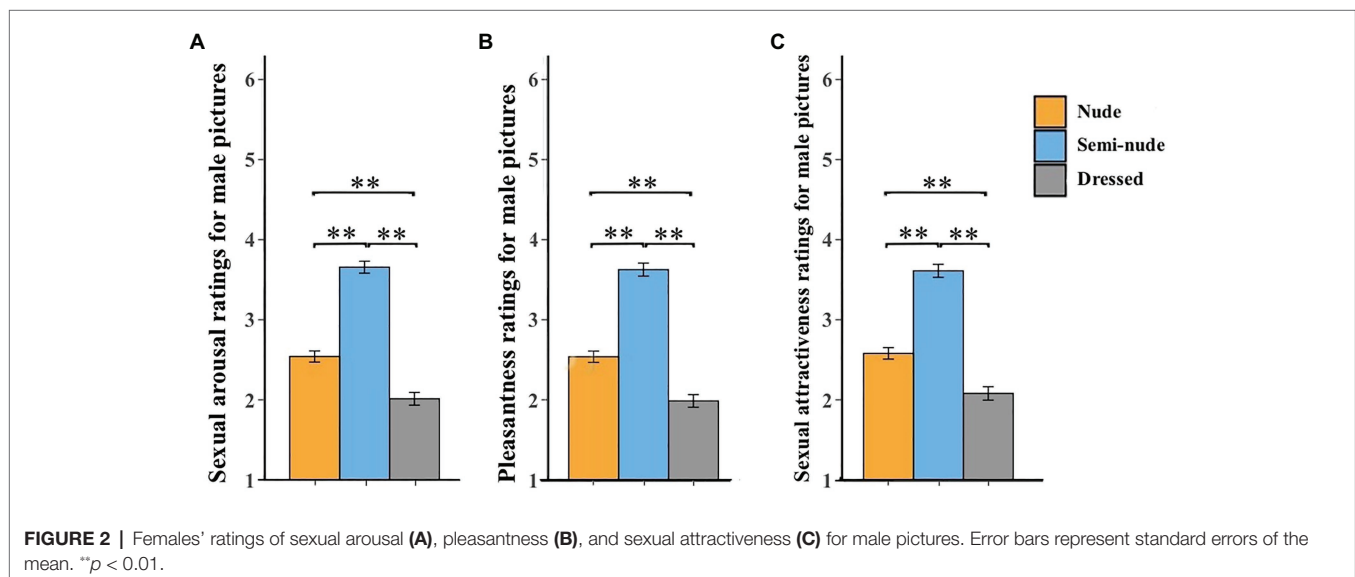 A
Sexual arousal ratings for male pictures
6
5
4
3
2
1
**
** **
B
Pleasantness ratings for male pictures
6
5
4
3
2
1
**
** **
C
Sexual attractiveness ratings for male pictures
6
5
4
3
2
1
**
** **
Nude
Semi-nude
Dressed
FIGURE 2 | Females’ ratings of sexual arousal (A), pleasantness (B), and sexual attractiveness (C) for male pictures. Error bars represent standard errors of the
mean. **p < 0.01.